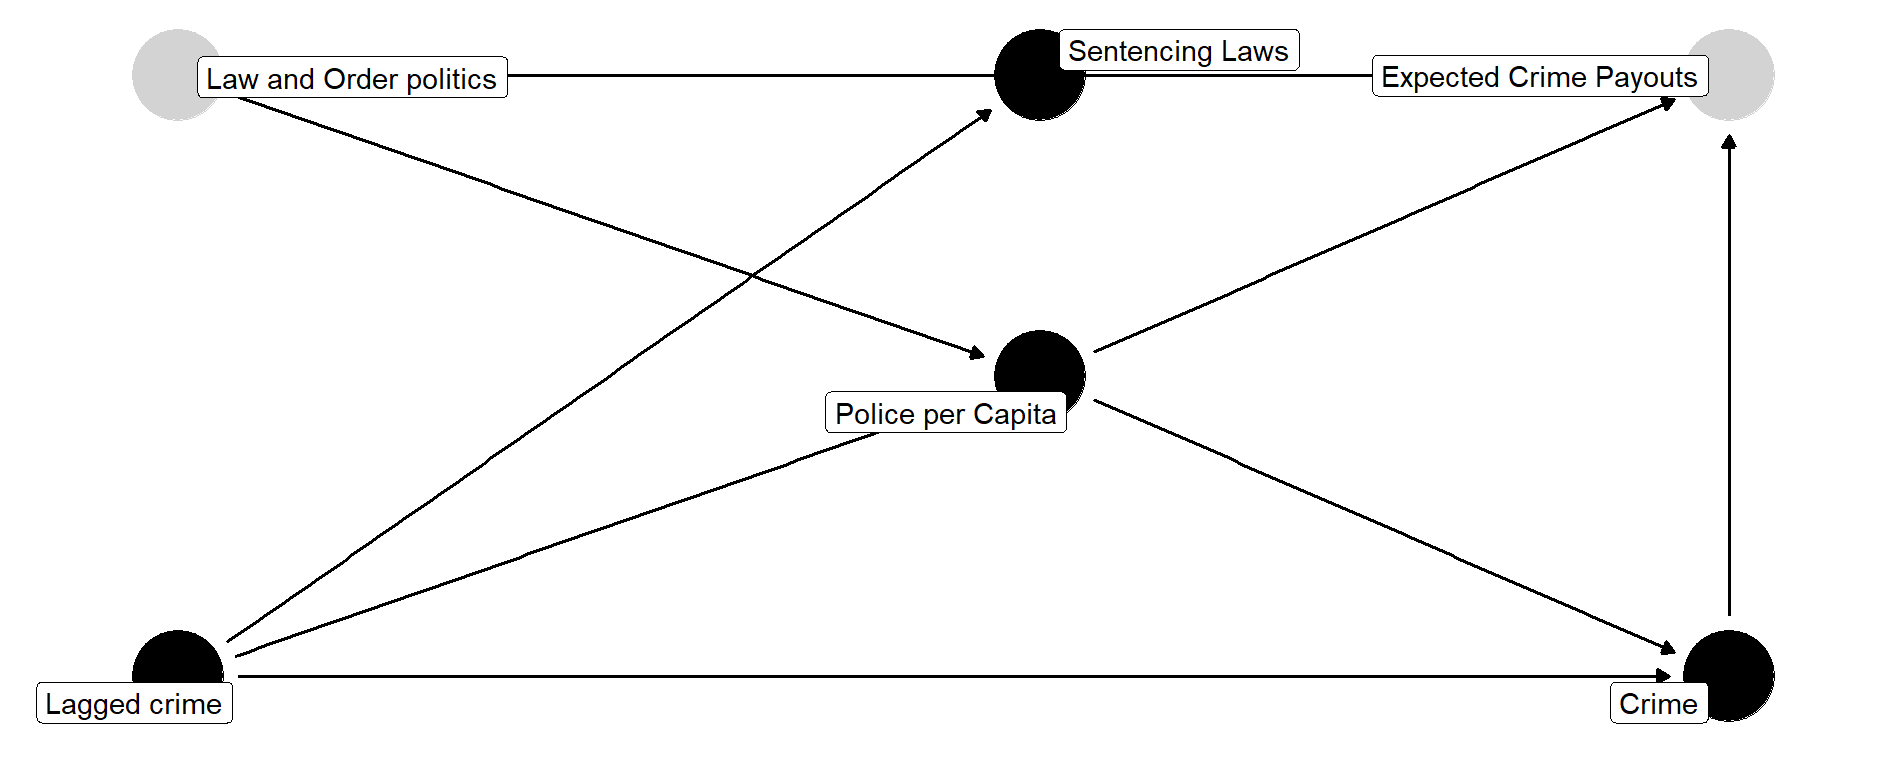 Law and Order politics
Sentencing Laws
Expected Crime Payouts
Police per Capita
Lagged crime
Crime